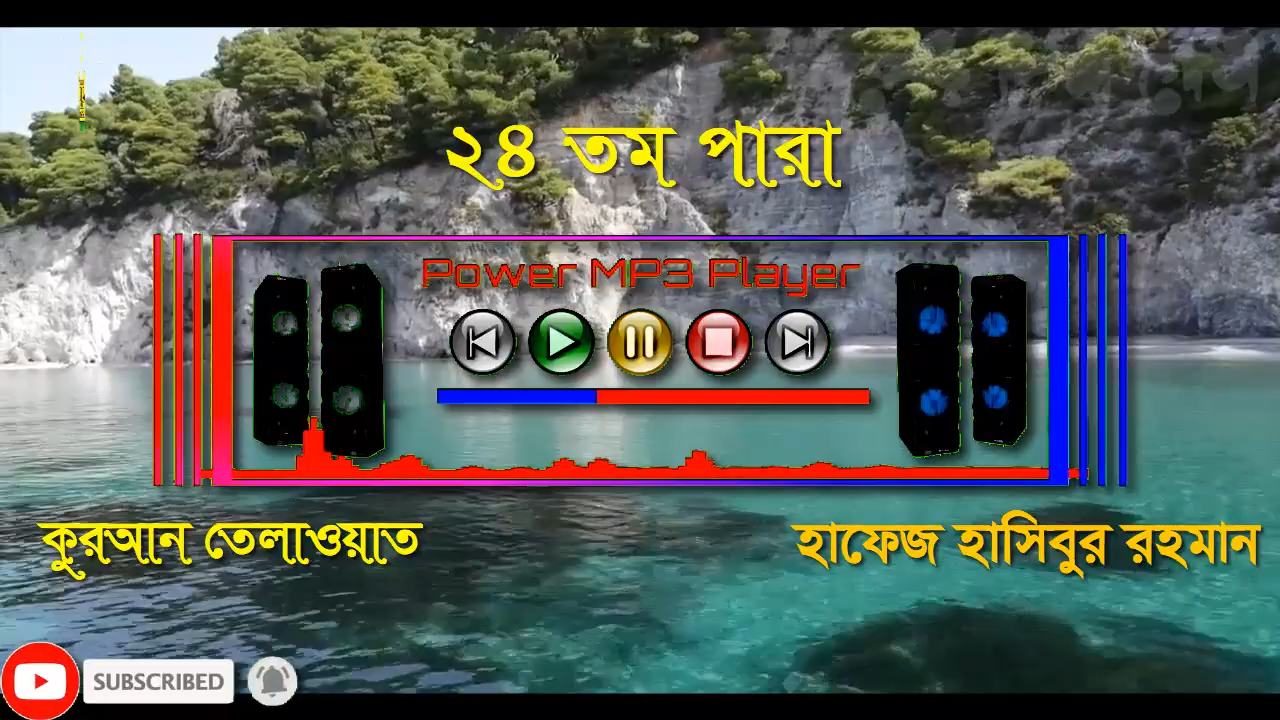 ২৪ তম পারা
Power MP3 Player
কুরআন তেলাওয়াত
হাফেজ হাসিবুর রহমান
SUBSCRIBED